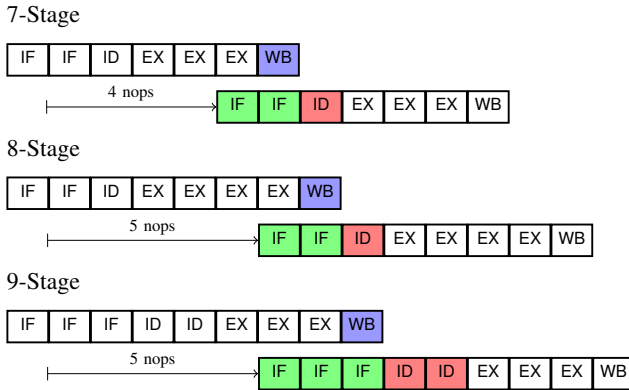 7-Stage
IF IF ID EX EX EX WB
4 nops
IF IF ID EX EX EX WB
8-Stage
IF IF ID EX EX EX EX WB
5 nops
IF IF ID EX EX EX EX WB
9-Stage
IF IF IF ID ID EX EX EX WB
5 nops
IF IF IF ID ID EX EX EX WB